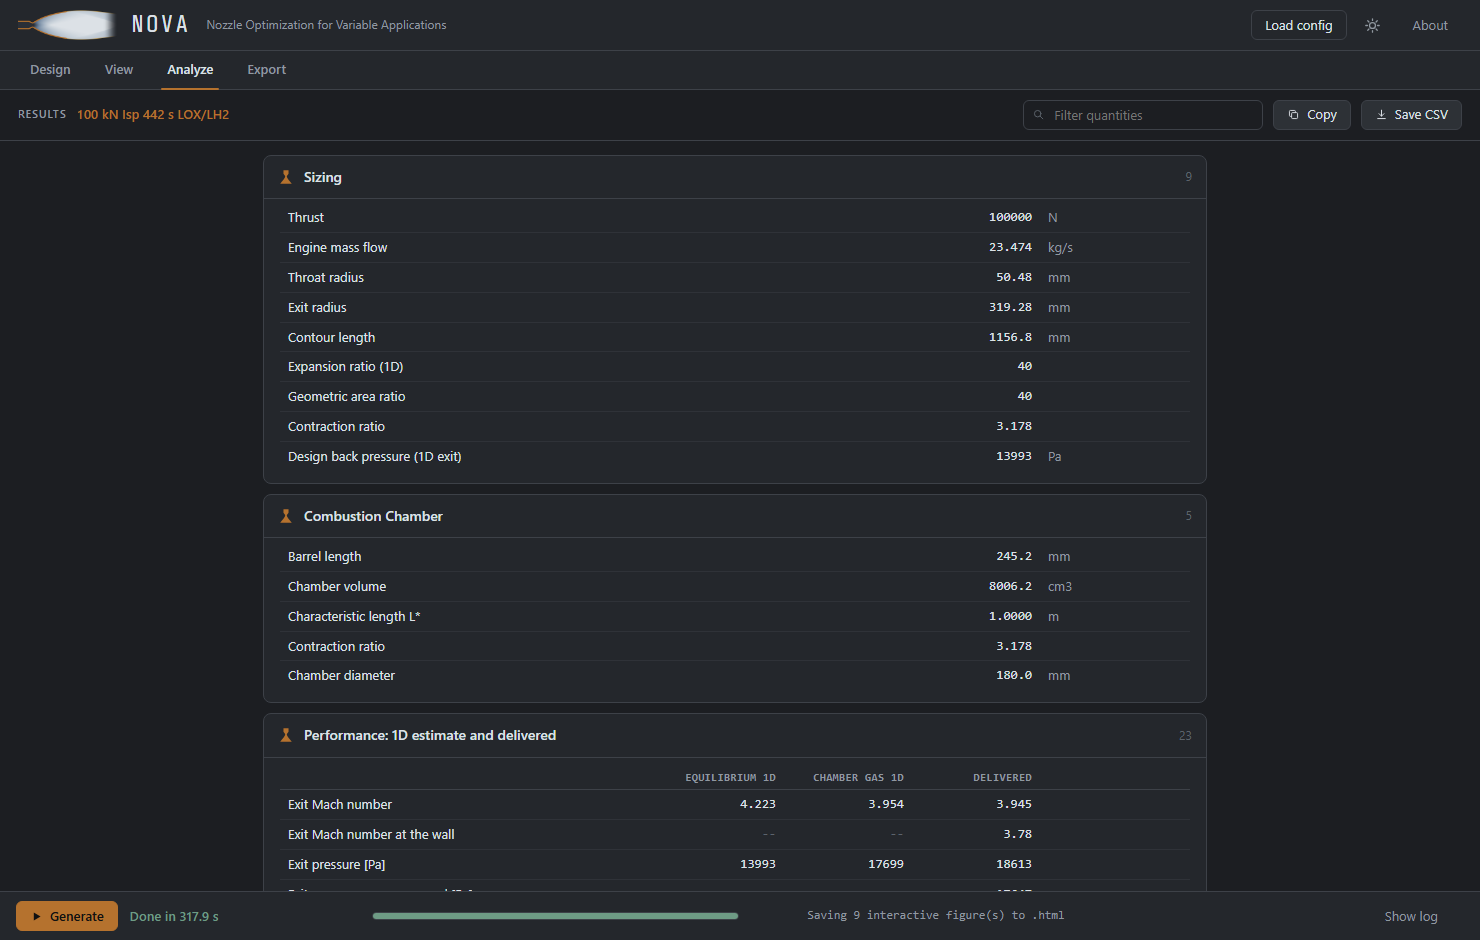 NOVA Nozzle Optimization for Variable Applications Load config About
Design View Analyze Export
RESULTS 100 kN Isp 442 s LOX/LH2 Filter quantities Copy Save CSV
Sizing 9
Thrust 100000 N
Engine mass flow 23.474 kg/s
Throat radius 50.48 mm
Exit radius 319.28 mm
Contour length 1156.8 mm
Expansion ratio (1D) 40
Geometric area ratio 40
Contraction ratio 3.178
Design back pressure (1D exit) 13993 Pa
Combustion Chamber 5
Barrel length 245.2 mm
Chamber volume 8006.2 cm3
Characteristic length L* 1.0000 m
Contraction ratio 3.178
Chamber diameter 180.0 mm
Performance: 1D estimate and delivered 23
EQUILIBRIUM 1D CHAMBER GAS 1D DELIVERED
Exit Mach number 4.223 3.954 3.945
Exit Mach number at the wall -- -- 3.78
Exit pressure [Pa] 13993 17699 18613
Generate Done in 317.9 s Saving 9 interactive figure(s) to .html Show log